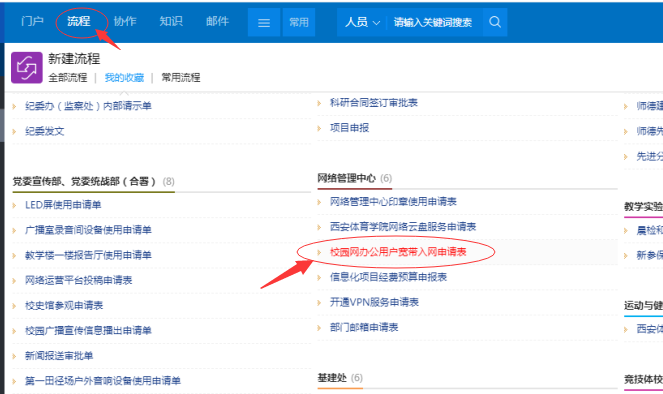 门户 流程 协作 知识 邮件 常用 人员 请输入关键词搜索
新建流程
全部流程 | 我的收藏 | 常用流程
纪委办（监察处）内部请示单
纪委发文
党委宣传部、党委统战部（合署） (8)
LED屏使用申请单
广播室录音间设备使用申请单
教学楼一楼报告厅使用申请单
网络运营平台投稿申请表
校史馆参观申请表
校园广播宣传信息播出申请单
新闻报送审批单
第一田径场户外音响设备使用申请单
科研合同签订审批表
项目申报
网络管理中心 (6)
网络管理中心印章使用申请表
西安体育学院网络云盘服务申请表
校园网办公用户宽带入网申请表
信息化项目经费预算申报表
开通VPN服务申请表
部门邮箱申请表
基建处 (6)
师德
师德先
先进分
教学实验
晨检和
新参保
运动与健
西安体
竞技体校